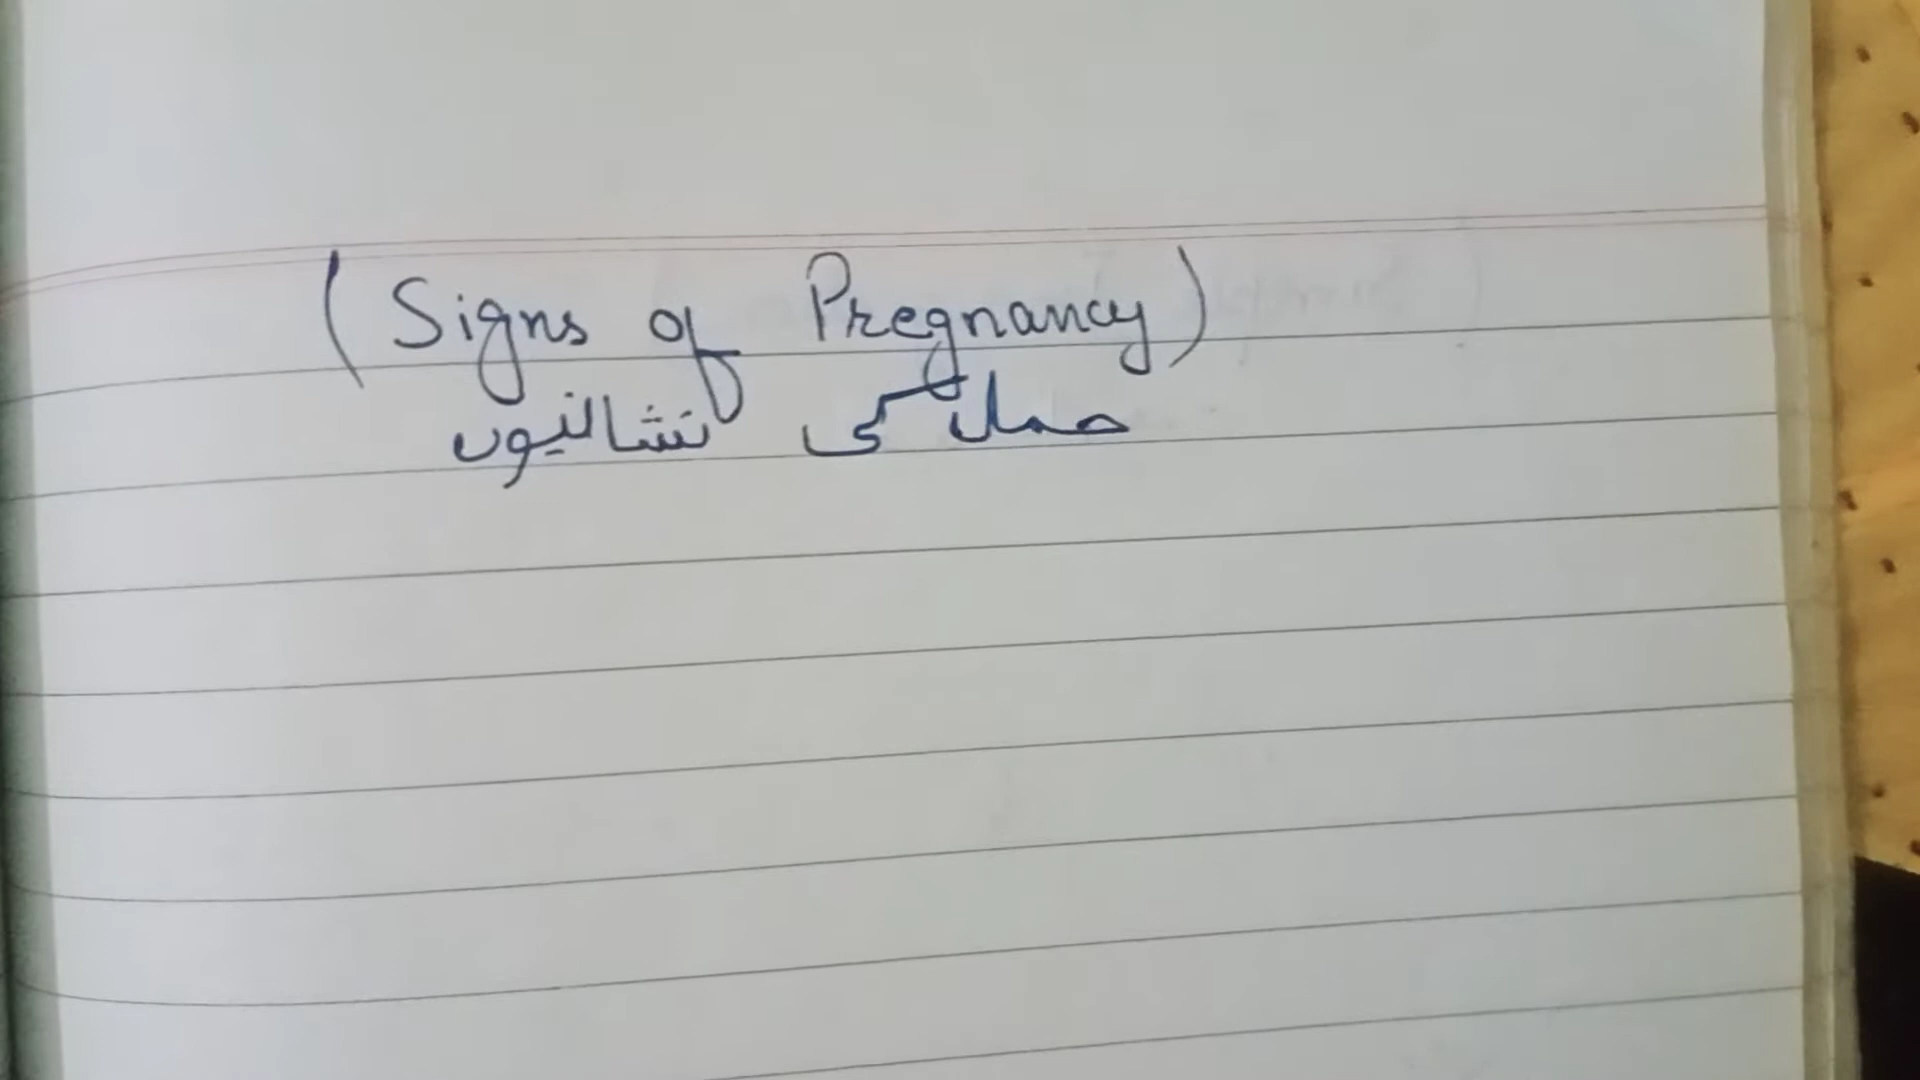 (Signs of Pregnancy)
حمل کی نشانیوں